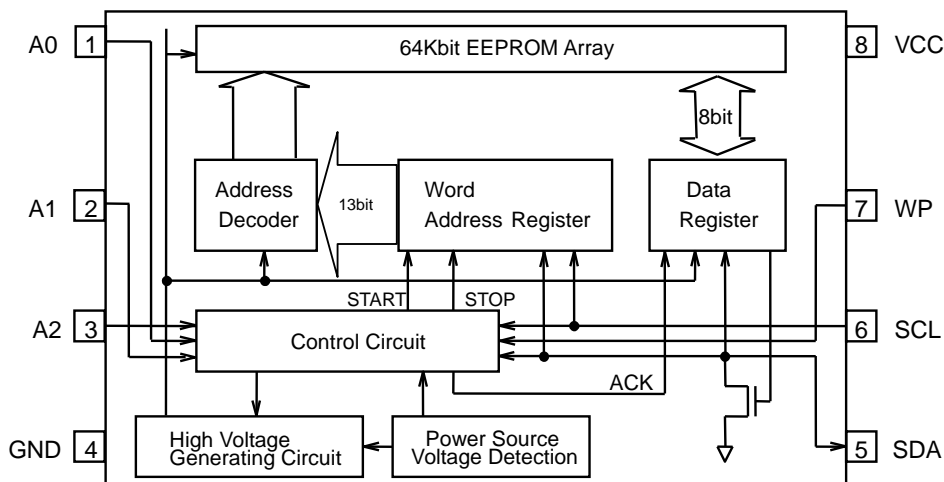 A0 1
64Kbit EEPROM Array
8 VCC
8bit
A1 2
Address
Decoder
13bit
Word
Address Register
Data
Register
7 WP
START
STOP
A2 3
Control Circuit
6 SCL
ACK
GND 4
High Voltage
Generating Circuit
Power Source
Voltage Detection
5 SDA